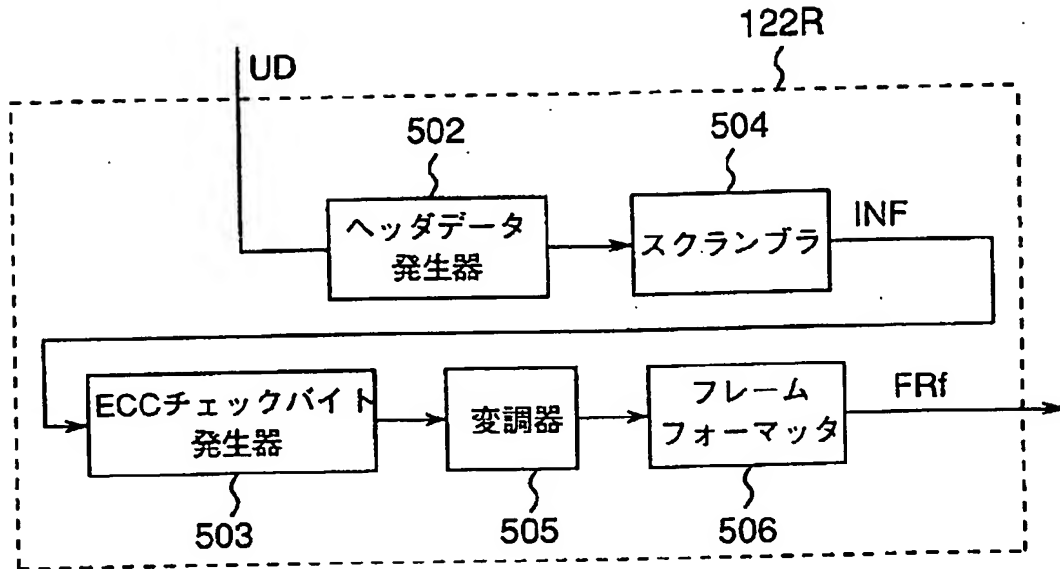 122R
UD
502
504
ヘッダデータ
発生器
スクランブラ
INF
ECCチェックバイト
発生器
変調器
フレーム
フォーマッタ
FRf
503
505
506